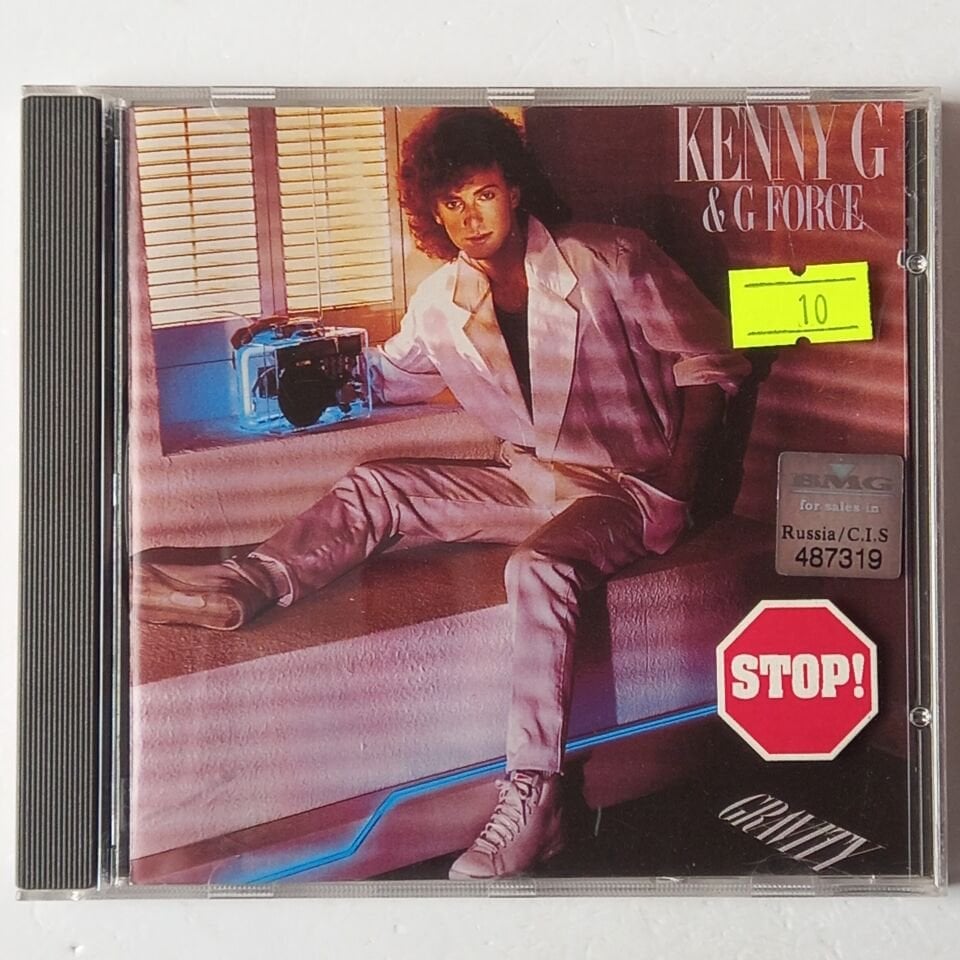 KENNY G
& G FORCE
10
BMG
for sales in
Russia/C.I.S
487319
STOP!
GRAVITY